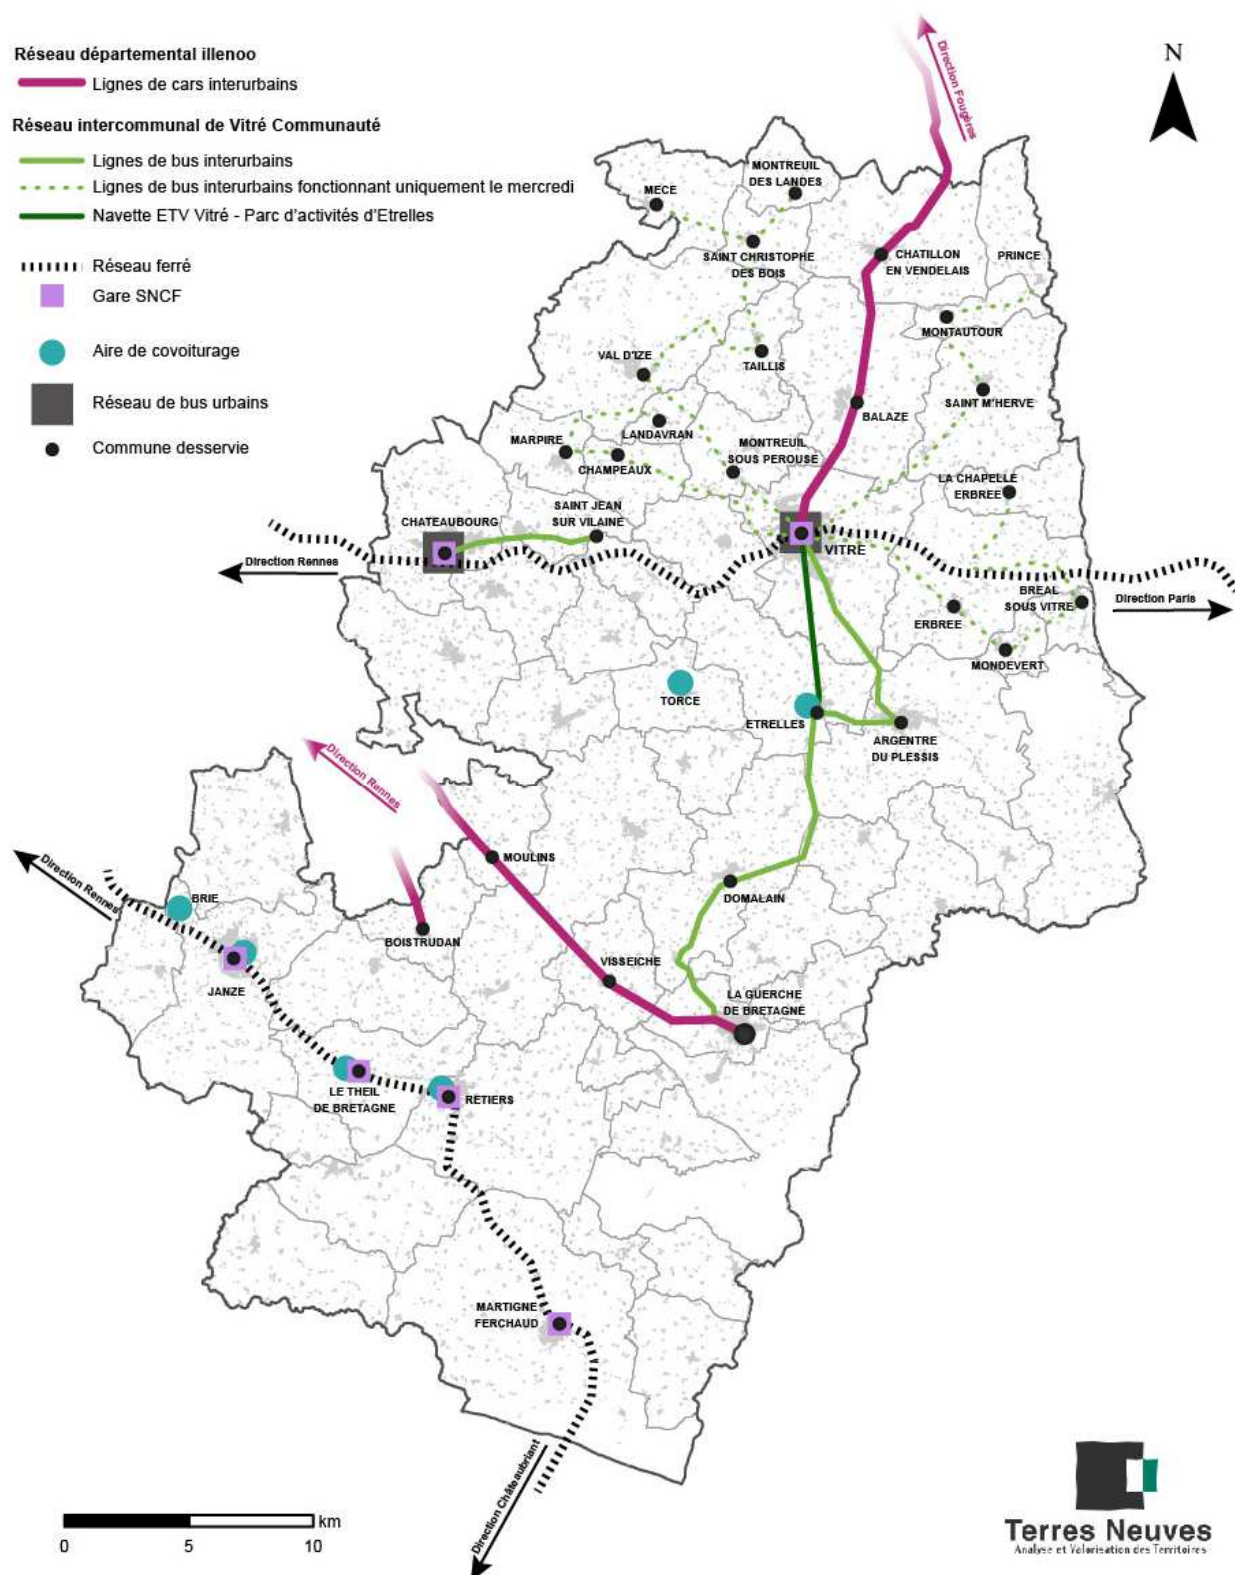 Réseau départemental illenoo
Lignes de cars interurbains
Réseau intercommunal de Vitré Communauté
Lignes de bus interurbains
Lignes de bus interurbains fonctionnant uniquement le mercredi
Navette ETV Vitré - Parc d'activités d'Etrelles
Réseau ferré
Gare SNCF
Aire de covoiturage
Réseau de bus urbains
Commune desservie
Direction Fougères
N
MONTREUIL
DES LANDES
MECE
SAINT CHRISTOPHE
DES BOIS
CHATILLON
EN VENDELAIS
PRINCE
MONTAUTOUR
VAL D'IZE
TAILLIS
SAINT M'HERVE
BALAZE
LANDAVRAN
MARPIRE
CHAMPEAUX
MONTREUIL
SOUS PEROUSE
LA CHAPELLE
ERBREE
SAINT JEAN
SUR VILAINE
CHATEAUBOURG
VITRE
Direction Rennes
BREAL
SOUS VITRE
Direction Paris
ERBREE
MONDEVERT
TORCE
ETRELLES
ARGENTRE
DU PLESSIS
Direction Rennes
MOULINS
Direction Rennes
BRIE
DOMALAIN
BOISTRUDAN
VISSEICHE
JANZE
LA GUERCHE
DE BRETAGNE
LE THEIL
DE BRETAGNE
RETIERS
MARTIGNE
FERCHAUD
Direction Châteaubriant
km
0 5 10
Terres Neuves
Analyse et Valorisation des Territoires